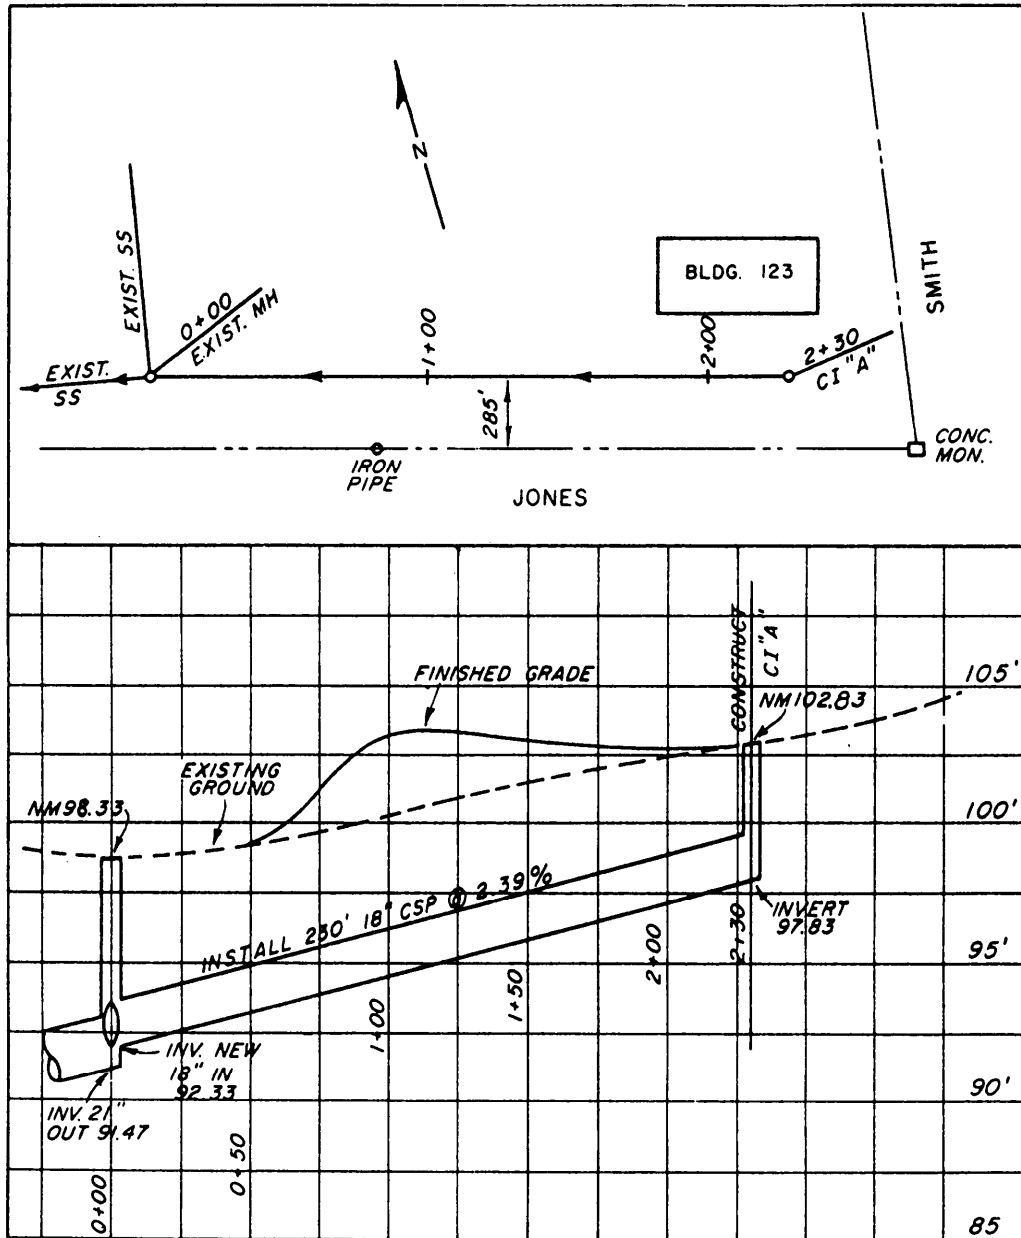 N
EXIST. SS
0+00
EXIST. MH
EXIST.
SS
1+00
BLDG. 123
2+00
2+30
CI "A"
SMITH
285'
IRON
PIPE
CONC.
MON.
JONES
CONSTRUCT
CI "A"
105'
FINISHED GRADE
NM102.83
EXISTING
GROUND
NM98.33
100'
INSTALL 230' 18" CSP @ 2.39%
INVERT
97.83
95'
2+30
2+00
1+50
1+00
INV. NEW
18" IN
92.33
90'
INV. 21"
OUT 91.47
0+50
0+00
85